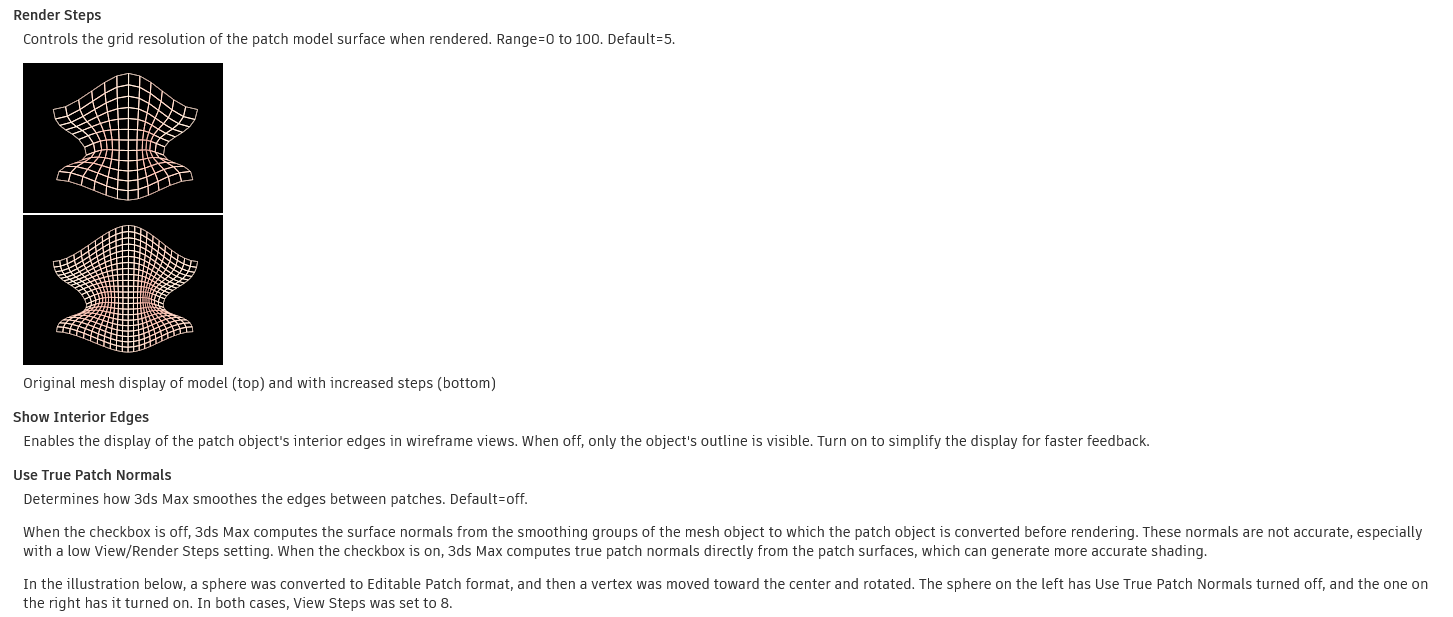 Render Steps
Controls the grid resolution of the patch model surface when rendered. Range=0 to 100. Default=5.
Original mesh display of model (top) and with increased steps (bottom)
Show Interior Edges
Enables the display of the patch object's interior edges in wireframe views. When off, only the object's outline is visible. Turn on to simplify the display for faster feedback.
Use True Patch Normals
Determines how 3ds Max smoothes the edges between patches. Default=off.
When the checkbox is off, 3ds Max computes the surface normals from the smoothing groups of the mesh object to which the patch object is converted before rendering. These normals are not accurate, especially
with a low View/Render Steps setting. When the checkbox is on, 3ds Max computes true patch normals directly from the patch surfaces, which can generate more accurate shading.
In the illustration below, a sphere was converted to Editable Patch format, and then a vertex was moved toward the center and rotated. The sphere on the left has Use True Patch Normals turned off, and the one on
the right has it turned on. In both cases, View Steps was set to 8.